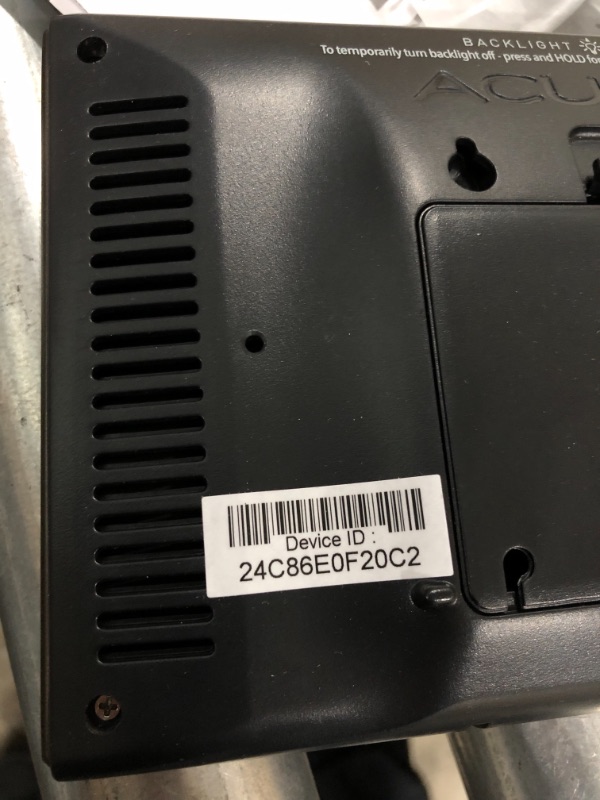 BACKLIGHT
To temporarily turn backlight off - press and HOLD for
ACU
Device ID :
24C86E0F20C2